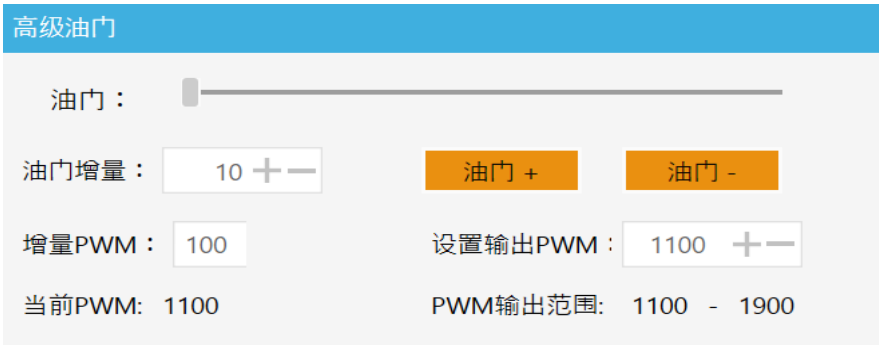 高级油门
油门：
油门增量： 10 油门 + 油门 -
增量PWM： 100 设置输出PWM： 1100
当前PWM: 1100 PWM输出范围: 1100 - 1900